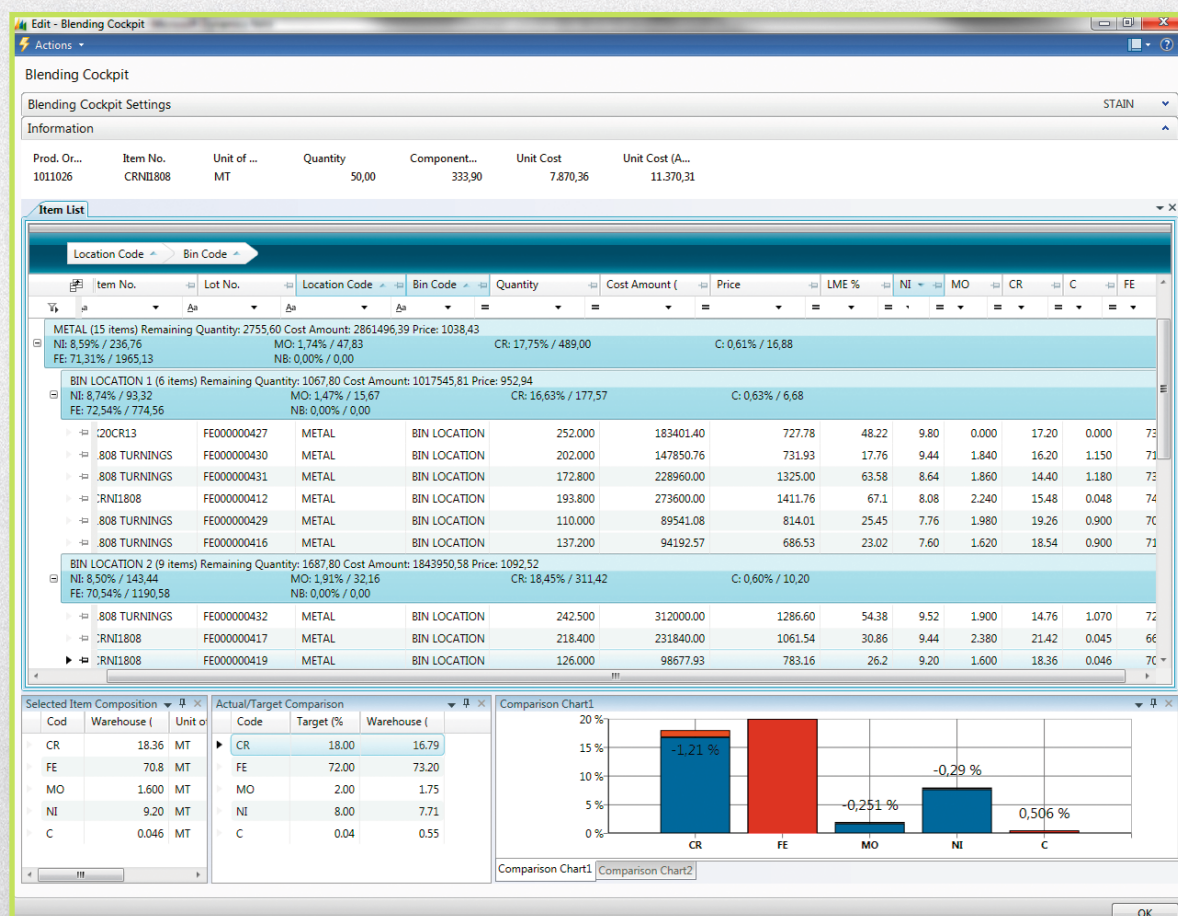 Edit - Blending Cockpit
Actions
Blending Cockpit
Blending Cockpit Settings STAIN
Information
Prod. Or... Item No. Unit of ... Quantity Component... Unit Cost Unit Cost (A...
1011026 CRNI1808 MT 50,00 333,90 7.870,36 11.370,31
Item List
Location Code Bin Code
tem No. Lot No. Location Code Bin Code Quantity Cost Amount ( Price LME % NI MO CR C FE
METAL (15 items) Remaining Quantity: 2755,60 Cost Amount: 2861496,39 Price: 1038,43
NI: 8,59% / 236,76 MO: 1,74% / 47,83 CR: 17,75% / 489,00 C: 0,61% / 16,88
FE: 71,31% / 1965,13 NB: 0,00% / 0,00
BIN LOCATION 1 (6 items) Remaining Quantity: 1067,80 Cost Amount: 1017545,81 Price: 952,94
NI: 8,74% / 93,32 MO: 1,47% / 15,67 CR: 16,63% / 177,57 C: 0,63% / 6,68
FE: 72,54% / 774,56 NB: 0,00% / 0,00
20CR13 FE000000427 METAL BIN LOCATION 252.000 183401.40 727.78 48.22 9.80 0.000 17.20 0.000 73
.808 TURNINGS FE000000430 METAL BIN LOCATION 202.000 147850.76 731.93 17.76 9.44 1.840 16.20 1.150 71
.808 TURNINGS FE000000431 METAL BIN LOCATION 172.800 228960.00 1325.00 63.58 8.64 1.860 14.40 1.180 73
RNI1808 FE000000412 METAL BIN LOCATION 193.800 273600.00 1411.76 67.1 8.08 2.240 15.48 0.048 74
.808 TURNINGS FE000000429 METAL BIN LOCATION 110.000 89541.08 814.01 25.45 7.76 1.980 19.26 0.900 70
.808 TURNINGS FE000000416 METAL BIN LOCATION 137.200 94192.57 686.53 23.02 7.60 1.620 18.54 0.900 71
BIN LOCATION 2 (9 items) Remaining Quantity: 1687,80 Cost Amount: 1843950,58 Price: 1092,52
NI: 8,50% / 143,44 MO: 1,91% / 32,16 CR: 18,45% / 311,42 C: 0,60% / 10,20
FE: 70,54% / 1190,58 NB: 0,00% / 0,00
.808 TURNINGS FE000000432 METAL BIN LOCATION 242.500 312000.00 1286.60 54.38 9.52 1.900 14.76 1.070 72
RNI1808 FE000000417 METAL BIN LOCATION 218.400 231840.00 1061.54 30.86 9.44 2.380 21.42 0.045 66
RNI1808 FE000000419 METAL BIN LOCATION 126.000 98677.93 783.16 26.2 9.20 1.600 18.36 0.046 70
Selected Item Composition
Cod Warehouse ( Unit o
CR 18.36 MT
FE 70.8 MT
MO 1.600 MT
NI 9.20 MT
C 0.046 MT
Actual/Target Comparison
Code Target (% Warehouse (
CR 18.00 16.79
FE 72.00 73.20
MO 2.00 1.75
NI 8.00 7.71
C 0.04 0.55
Comparison Chart1
20 %
15 %
10 %
5 %
0 %
-1,21 %
-0,251 %
-0,29 %
0,506 %
CR FE MO NI C
Comparison Chart1 Comparison Chart2
OK